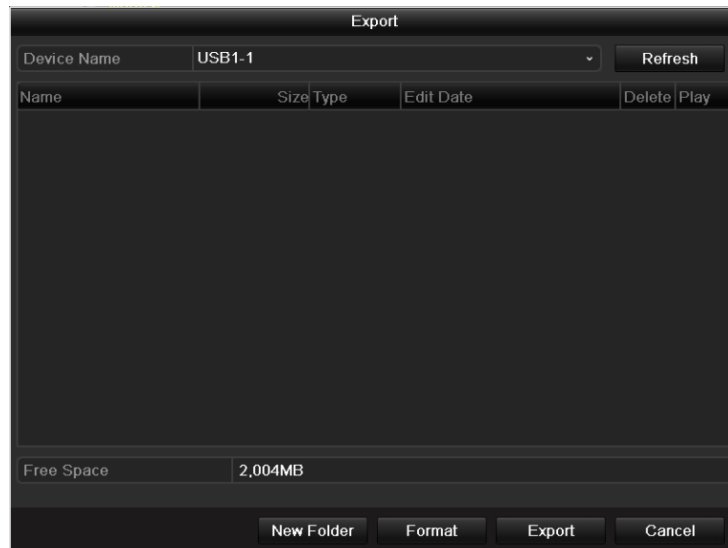 Export
Device Name USB1-1 Refresh
Name Size Type Edit Date Delete Play
Free Space 2,004MB
New Folder Format Export Cancel